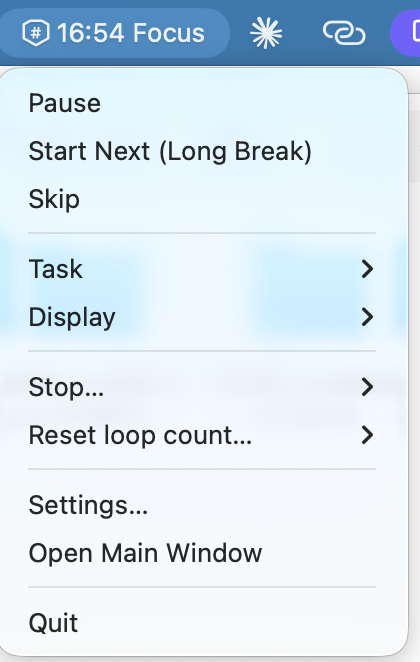 16:54 Focus
Pause
Start Next (Long Break)
Skip
Task
Display
Stop...
Reset loop count...
Settings...
Open Main Window
Quit